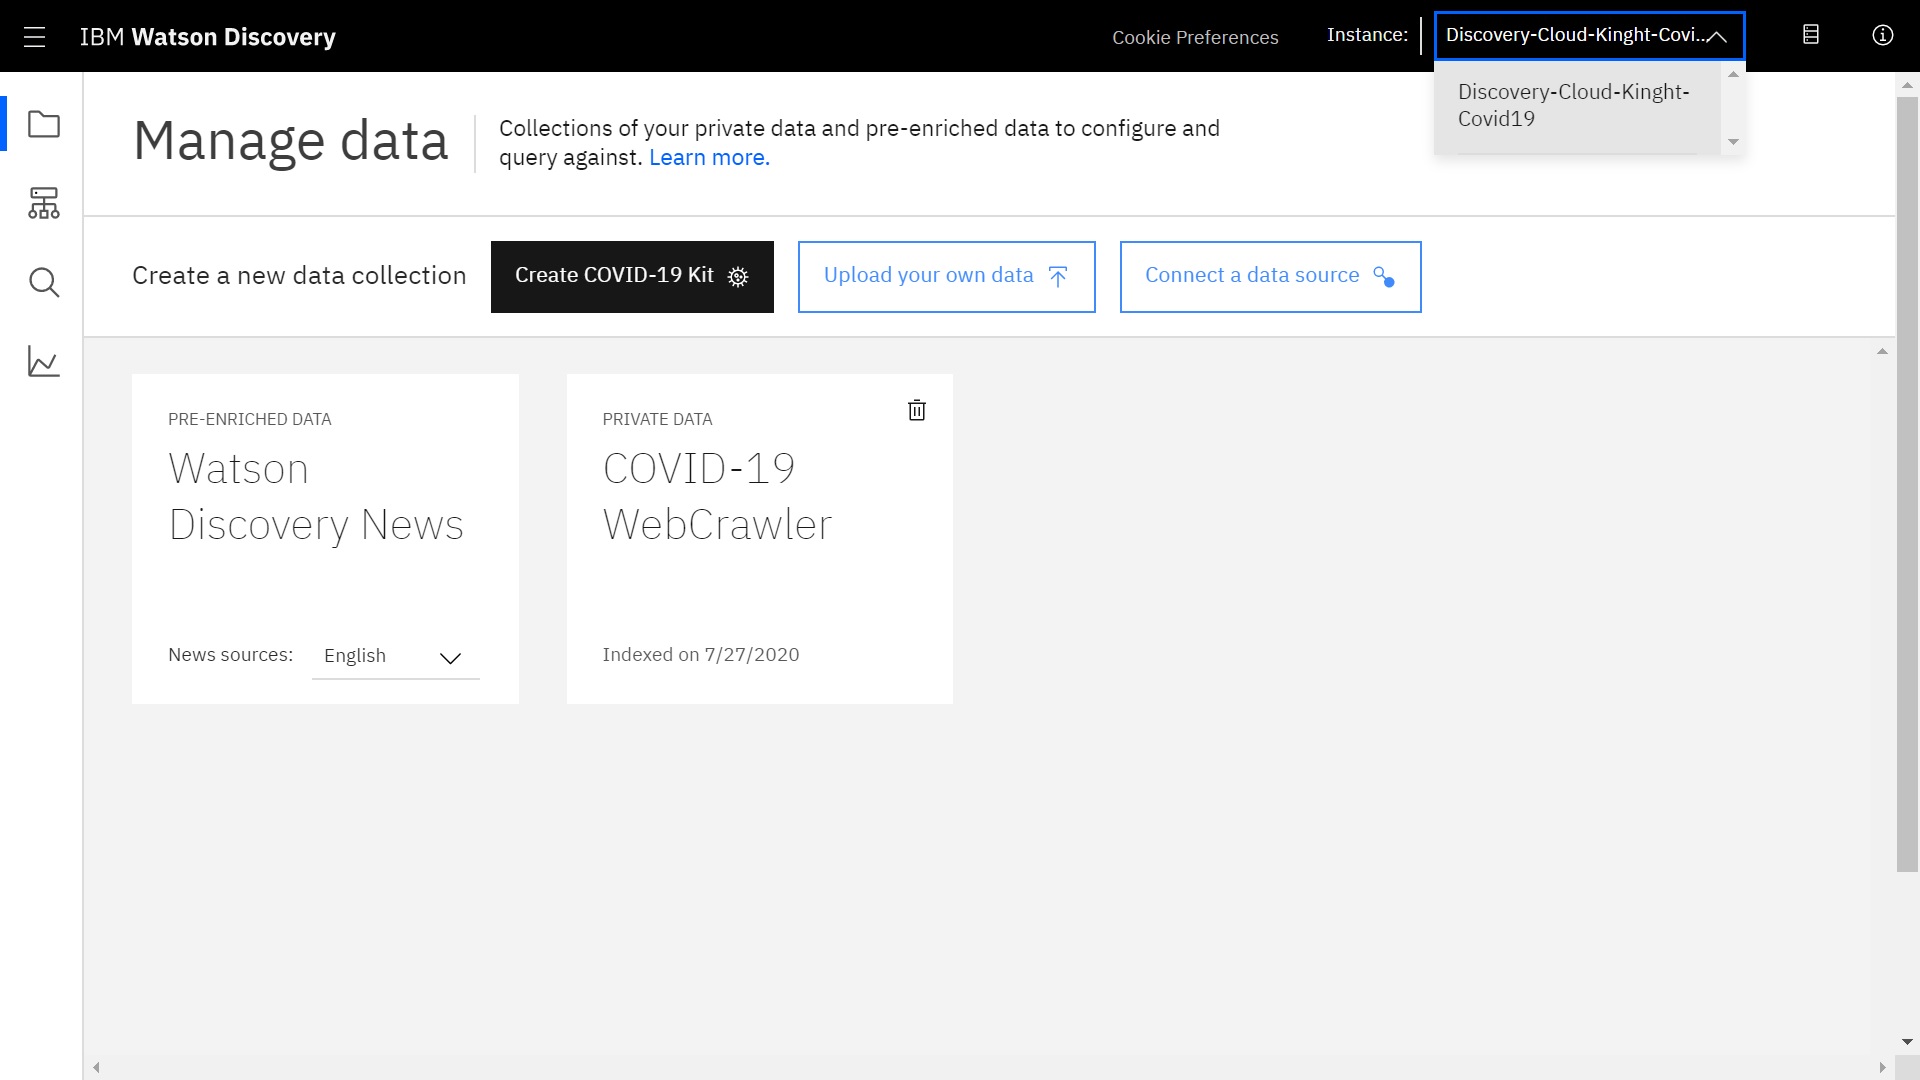 IBM Watson Discovery
Cookie Preferences
Instance:
Discovery-Cloud-Kinght-Covi...
Discovery-Cloud-Kinght-
Covid19
Manage data
Collections of your private data and pre-enriched data to configure and
query against. Learn more.
Create a new data collection
Create COVID-19 Kit
Upload your own data
Connect a data source
PRE-ENRICHED DATA
Watson
Discovery News
News sources:
English
PRIVATE DATA
COVID-19
WebCrawler
Indexed on 7/27/2020